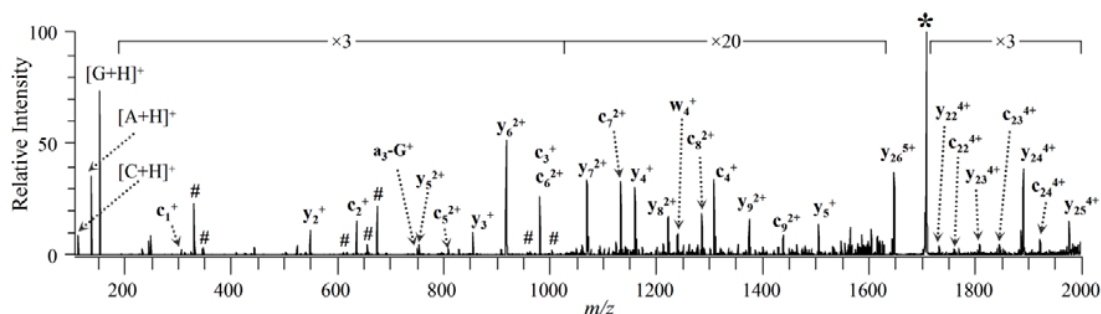 *
×3 ×20 ×3
100
[G+H]⁺
[A+H]⁺
[C+H]⁺
c₁⁺
#
#
y₂⁺
#
c₂⁺
#
#
a₃-G⁺
y₅²⁺
c₅²⁺
y₃⁺
y₆²⁺
#
c₃⁺
c₆²⁺
#
y₇²⁺
c₇²⁺
y₄⁺
y₈²⁺
w₄⁺
c₈²⁺
c₄⁺
y₉²⁺
c₉²⁺
y₅⁺
y₂₆⁵⁺
y₂₂⁴⁺
c₂₂⁴⁺
y₂₃⁴⁺
c₂₃⁴⁺
y₂₄⁴⁺
c₂₄⁴⁺
y₂₅⁴⁺
50
0
Relative Intensity
200 400 600 800 1000 1200 1400 1600 1800 2000
m/z